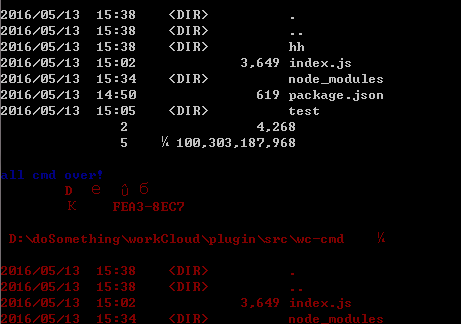 2016/05/13 15:38 <DIR> .
2016/05/13 15:38 <DIR> ..
2016/05/13 15:38 <DIR> hh
2016/05/13 15:02 3,649 index.js
2016/05/13 15:34 <DIR> node_modules
2016/05/13 14:50 619 package.json
2016/05/13 15:05 <DIR> test
2 4,268
5 ¼ 100,303,187,968
all cmd over!
D е û б
К FEA3-8EC7
D:\doSomething\workCloud\plugin\src\wc-cmd ¼
2016/05/13 15:38 <DIR> .
2016/05/13 15:38 <DIR> ..
2016/05/13 15:02 3,649 index.js
2016/05/13 15:34 <DIR> node_modules